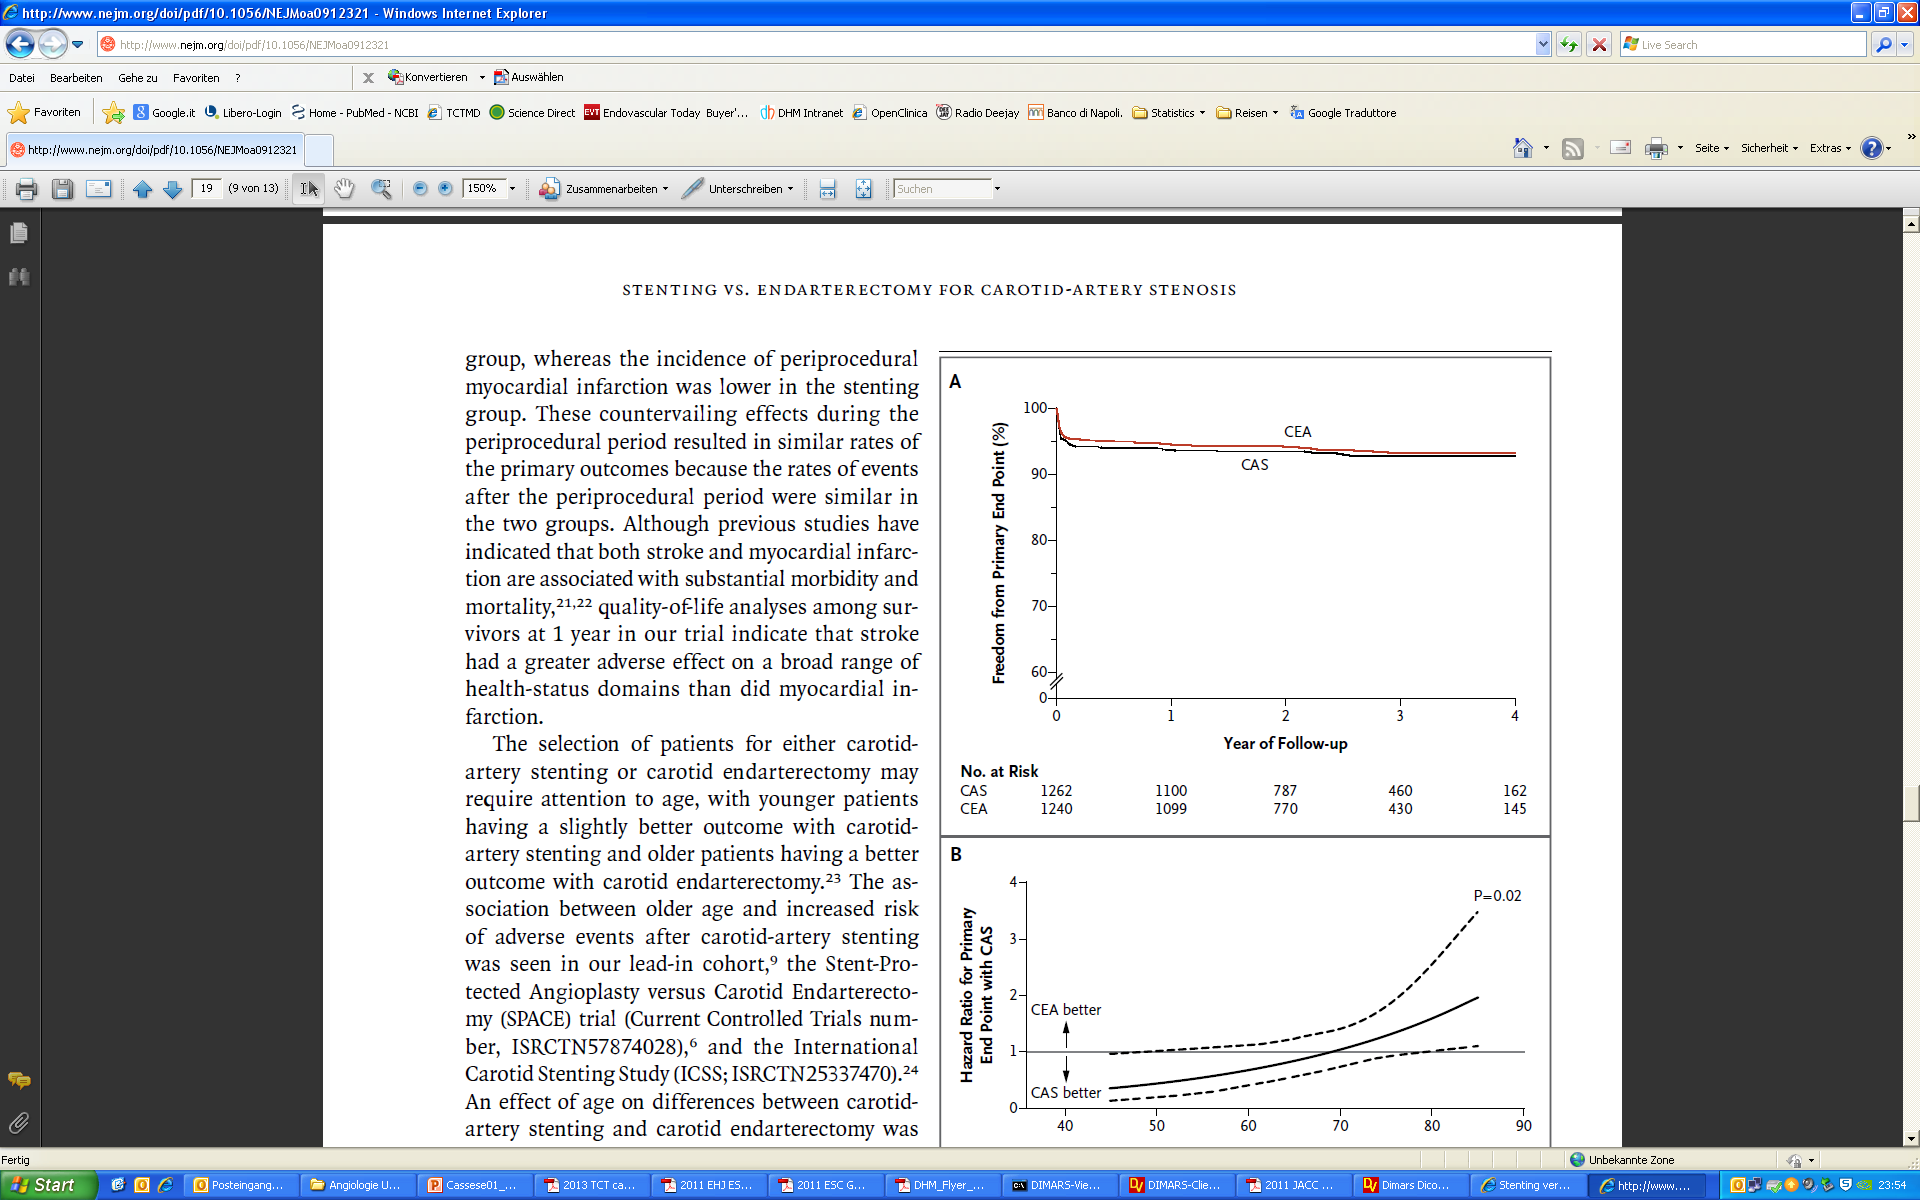 http://www.nejm.org/doi/pdf/10.1056/NEJMoa0912321 - Windows Internet Explorer
http://www.nejm.org/doi/pdf/10.1056/NEJMoa0912321
Live Search
Datei Bearbeiten Gehe zu Favoriten ?
Konvertieren Auswählen
Favoriten Google.it Libero-Login Home - PubMed - NCBI TCTMD Science Direct EVT Endovascular Today Buyer'... DHM Intranet OpenClinica Radio Deejay Banco di Napoli. Statistics Reisen Google Traduttore
http://www.nejm.org/doi/pdf/10.1056/NEJMoa0912321
Seite Sicherheit Extras
19 (9 von 13) 150% Zusammenarbeiten Unterschreiben Suchen
STENTING VS. ENDARTERECTOMY FOR CAROTID-ARTERY STENOSIS
group, whereas the incidence of periprocedural
myocardial infarction was lower in the stenting
group. These countervailing effects during the
periprocedural period resulted in similar rates of
the primary outcomes because the rates of events
after the periprocedural period were similar in
the two groups. Although previous studies have
indicated that both stroke and myocardial infarc-
tion are associated with substantial morbidity and
mortality,²¹,²² quality-of-life analyses among sur-
vivors at 1 year in our trial indicate that stroke
had a greater adverse effect on a broad range of
health-status domains than did myocardial in-
farction.
The selection of patients for either carotid-
artery stenting or carotid endarterectomy may
require attention to age, with younger patients
having a slightly better outcome with carotid-
artery stenting and older patients having a better
outcome with carotid endarterectomy.²³ The as-
sociation between older age and increased risk
of adverse events after carotid-artery stenting
was seen in our lead-in cohort,⁹ the Stent-Pro-
tected Angioplasty versus Carotid Endarterecto-
my (SPACE) trial (Current Controlled Trials num-
ber, ISRCTN57874028),⁶ and the International
Carotid Stenting Study (ICSS; ISRCTN25337470).²⁴
An effect of age on differences between carotid-
artery stenting and carotid endarterectomy was
A
Freedom from Primary End Point (%)
100
90
80
70
60
0
CEA
CAS
0 1 2 3 4
Year of Follow-up
No. at Risk
CAS 1262 1100 787 460 162
CEA 1240 1099 770 430 145
B
Hazard Ratio for Primary
End Point with CAS
4
3
2
1
0
P=0.02
CEA better
CAS better
40 50 60 70 80 90
Fertig
Unbekannte Zone
Start Posteingang... Angiologie U... Cassese01_... 2013 TCT ca... 2011 EHJ ES... 2011 ESC G... DHM_Flyer_... DIMARS-Vie... DIMARS-Clie... 2011 JACC ... Dimars Dico... Stenting ver... http://www.... 23:54